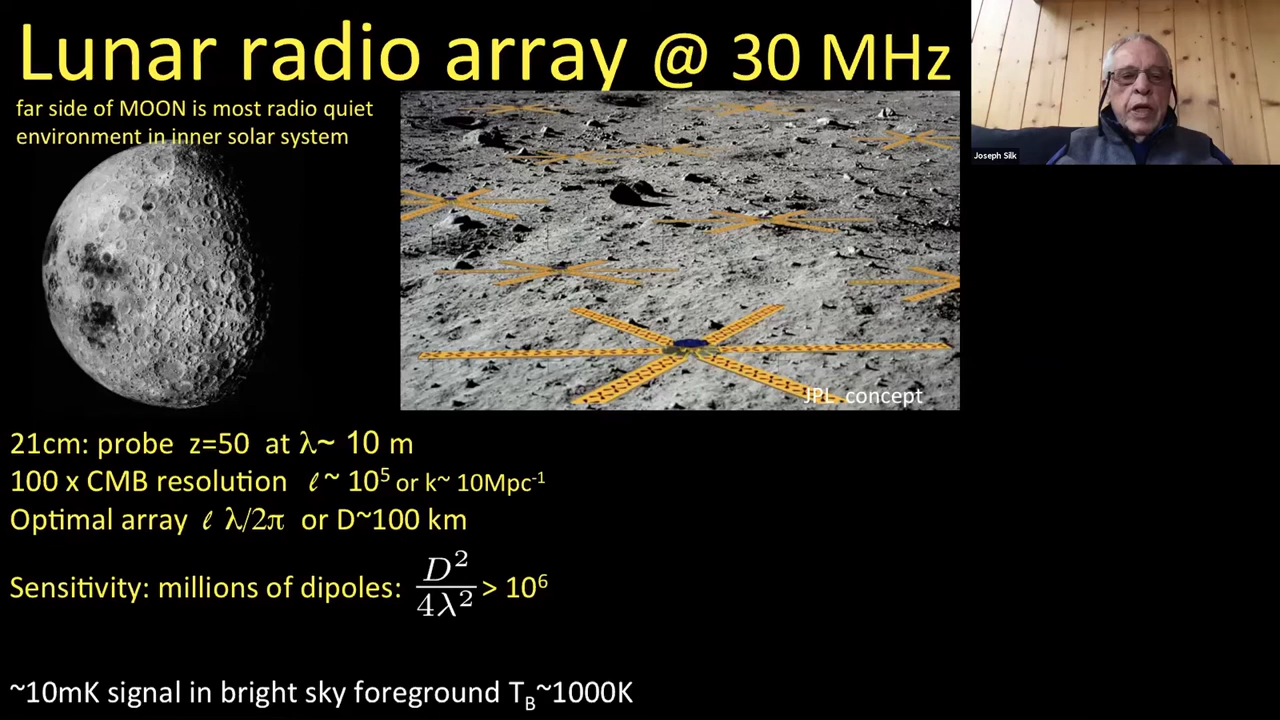 Lunar radio array @ 30 MHz
far side of MOON is most radio quiet
environment in inner solar system
Joseph Silk
JPL concept
21cm: probe z=50 at λ~ 10 m
100 x CMB resolution ℓ ~ 10⁵ or k~ 10Mpc⁻¹
Optimal array ℓ λ/2π or D~100 km
Sensitivity: millions of dipoles: D²/4λ² > 10⁶
~10mK signal in bright sky foreground T_B~1000K